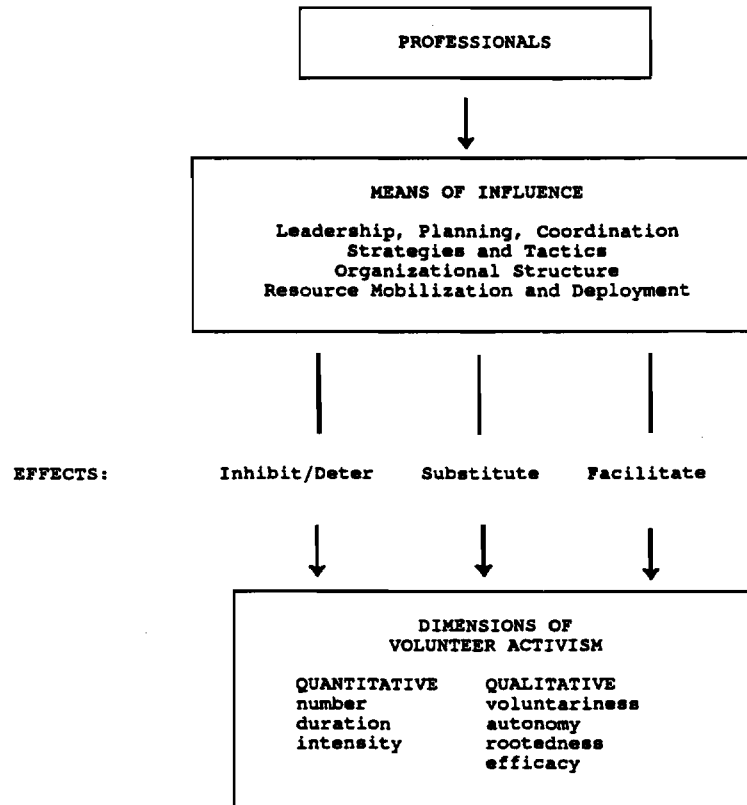 PROFESSIONALS
MEANS OF INFLUENCE
Leadership, Planning, Coordination
Strategies and Tactics
Organizational Structure
Resource Mobilization and Deployment
EFFECTS: Inhibit/Deter Substitute Facilitate
DIMENSIONS OF
VOLUNTEER ACTIVISM
QUANTITATIVE QUALITATIVE
number voluntariness
duration autonomy
intensity rootedness
efficacy